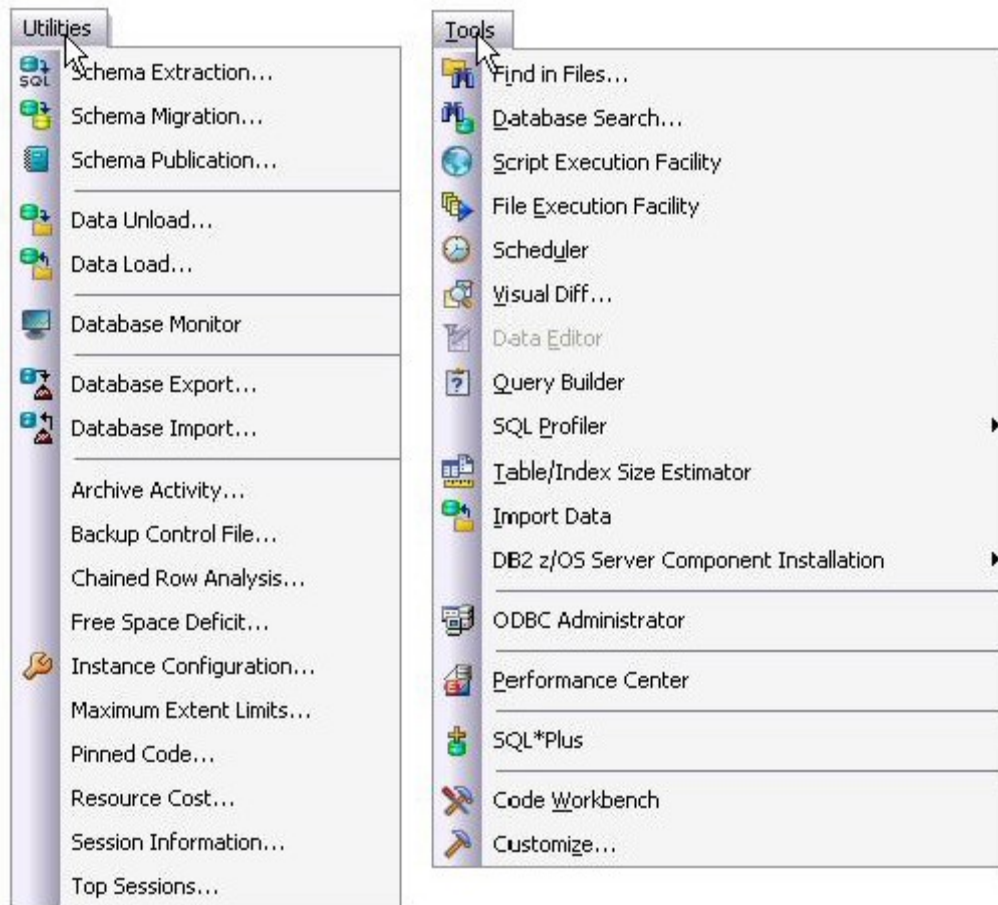 Utilities
Schema Extraction...
Schema Migration...
Schema Publication...
Data Unload...
Data Load...
Database Monitor
Database Export...
Database Import...
Archive Activity...
Backup Control File...
Chained Row Analysis...
Free Space Deficit...
Instance Configuration...
Maximum Extent Limits...
Pinned Code...
Resource Cost...
Session Information...
Top Sessions...
Tools
Find in Files...
Database Search...
Script Execution Facility
File Execution Facility
Scheduler
Visual Diff...
Data Editor
Query Builder
SQL Profiler
Table/Index Size Estimator
Import Data
DB2 z/OS Server Component Installation
ODBC Administrator
Performance Center
SQL*Plus
Code Workbench
Customize...
SQL